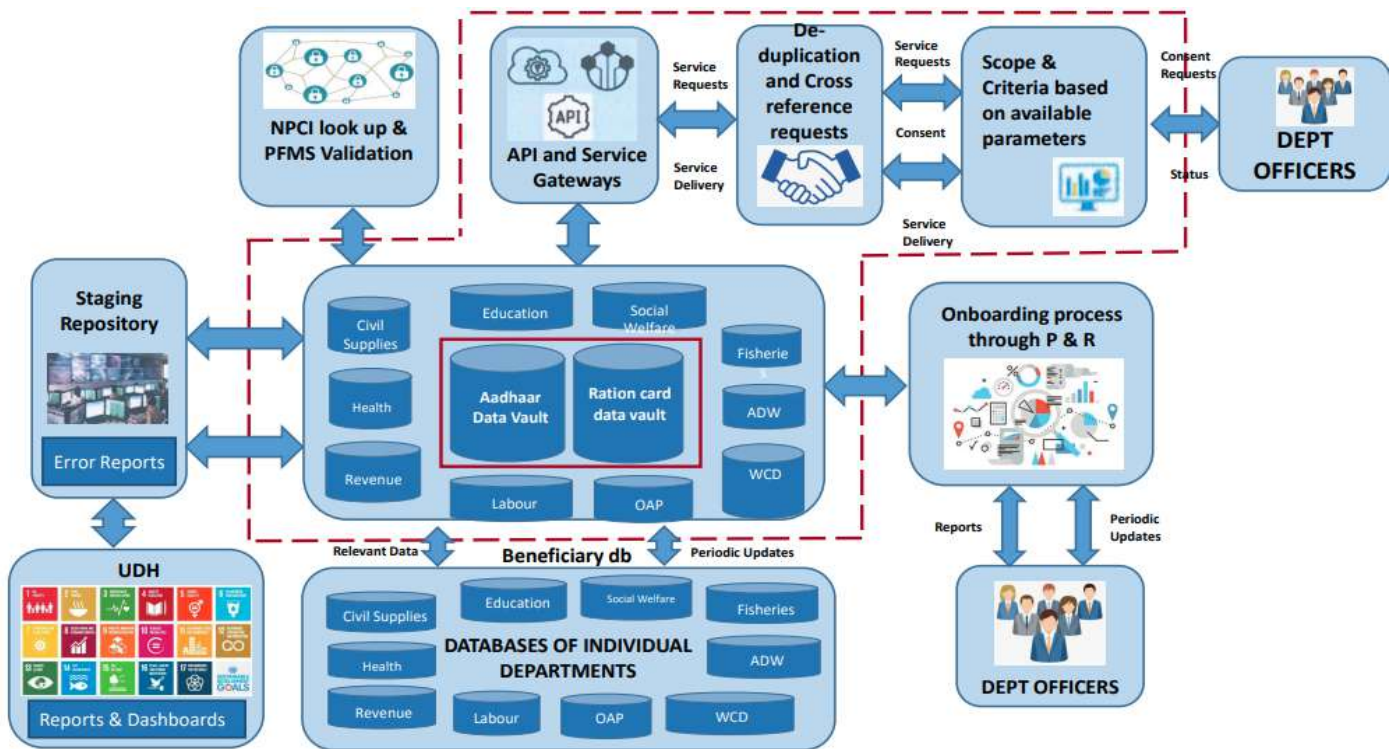 NPCI look up &
PFMS Validation
API
API and Service
Gateways
Service
Requests
Service
Delivery
De-
duplication
and Cross
reference
requests
Service
Requests
Consent
Service
Delivery
Scope &
Criteria based
on available
parameters
Consent
Requests
Status
DEPT
OFFICERS
Staging
Repository
Error Reports
Civil
Supplies
Health
Revenue
Education
Social
Welfare
Aadhaar
Data Vault
Ration card
data vault
Labour
OAP
Fisherie
ADW
WCD
Onboarding process
through P & R
Reports
Periodic
Updates
DEPT OFFICERS
Relevant Data
Beneficiary db
Periodic Updates
UDH
GOALS
Reports & Dashboards
Civil Supplies
Education
Social Welfare
Fisheries
DATABASES OF INDIVIDUAL
DEPARTMENTS
Health
ADW
Revenue
Labour
OAP
WCD